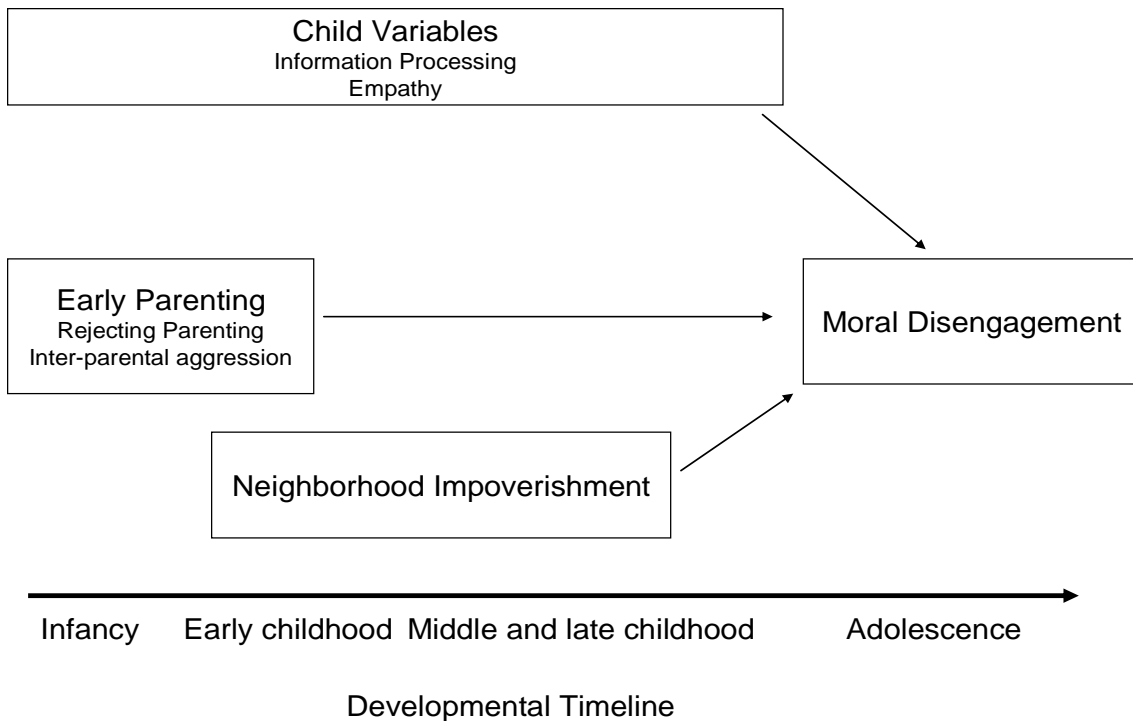 Child Variables
Information Processing
Empathy
Early Parenting
Rejecting Parenting
Inter-parental aggression
Moral Disengagement
Neighborhood Impoverishment
Infancy
Early childhood
Middle and late childhood
Adolescence
Developmental Timeline